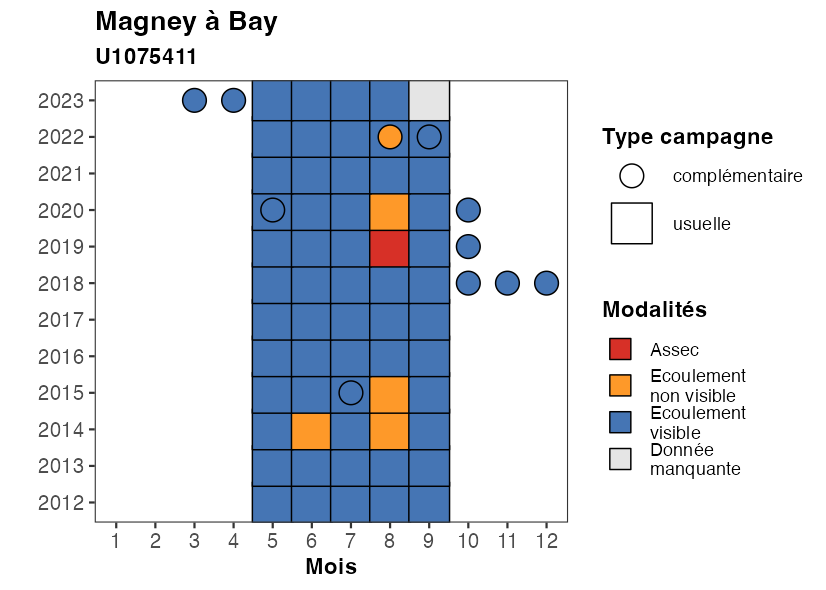 Magney à Bay
U1075411
2023
2022
2021
2020
2019
2018
2017
2016
2015
2014
2013
2012
1 2 3 4 5 6 7 8 9 10 11 12
Mois
Type campagne
complémentaire
usuelle
Modalités
Assec
Ecoulement
non visible
Ecoulement
visible
Donnée
manquante